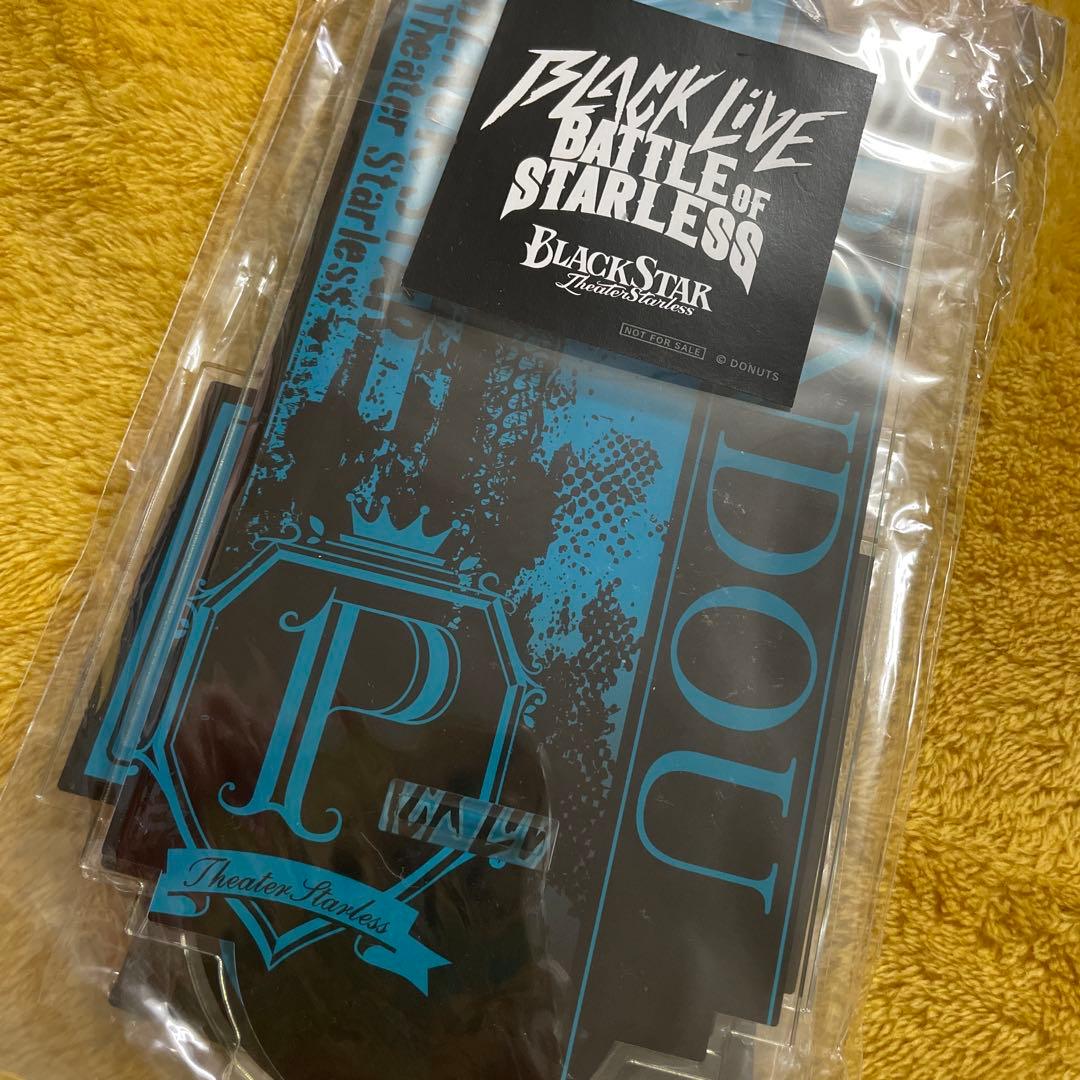 BLACK LIVE
BATTLE OF
STARLESS
BLACKSTAR
Theater Starless
NOT FOR SALE
© DONUTS
Theater Starless
DOU
P
Theater Starless